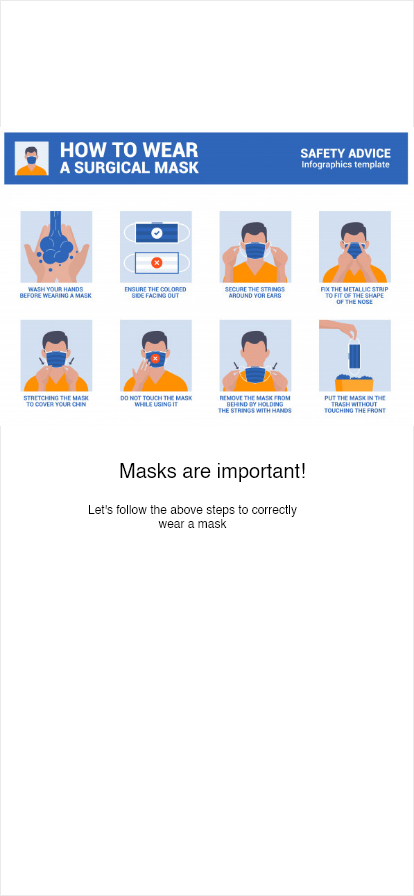 HOW TO WEAR
A SURGICAL MASK
SAFETY ADVICE
Infographics template
WASH YOUR HANDS
BEFORE WEARING A MASK
ENSURE THE COLORED
SIDE FACING OUT
SECURE THE STRINGS
AROUND YOR EARS
FIX THE METALLIC STRIP
TO FIT OF THE SHAPE
OF THE NOSE
STRETCHING THE MASK
TO COVER YOUR CHIN
DO NOT TOUCH THE MASK
WHILE USING IT
REMOVE THE MASK FROM
BEHIND BY HOLDING
THE STRINGS WITH HANDS
PUT THE MASK IN THE
TRASH WITHOUT
TOUCHING THE FRONT
Masks are important!
Let's follow the above steps to correctly
wear a mask